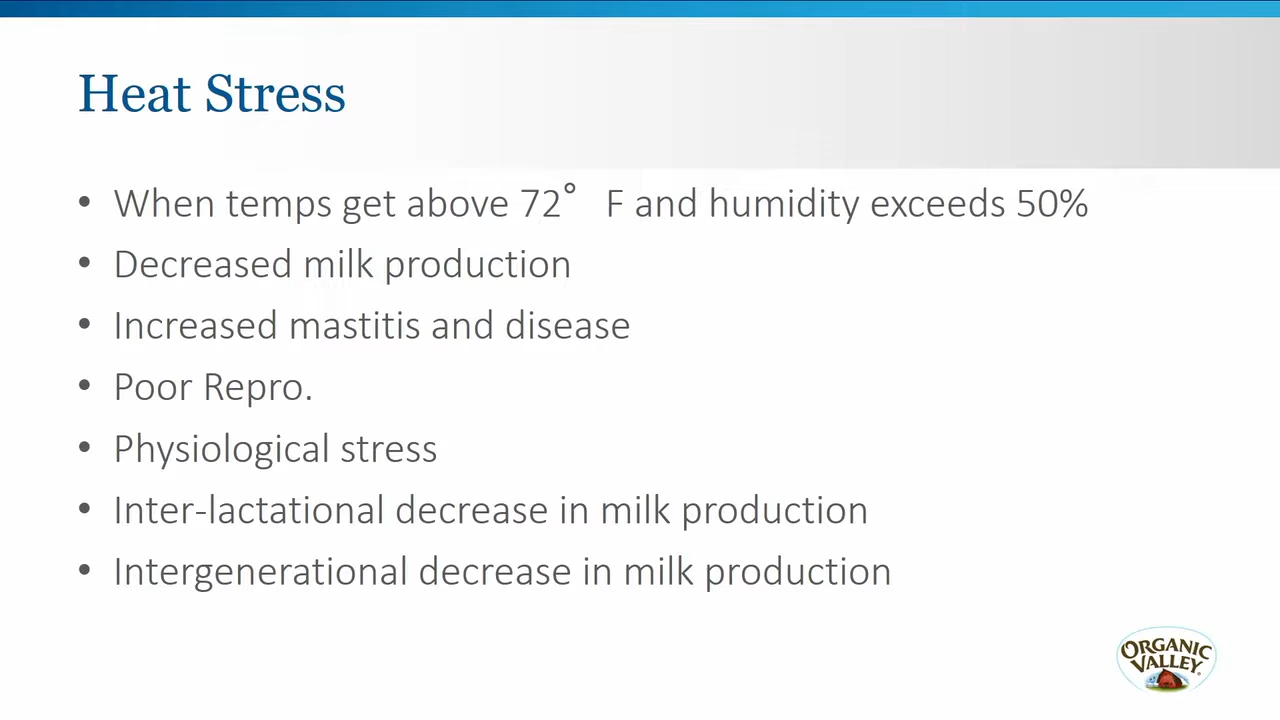 Heat Stress
• When temps get above 72° F and humidity exceeds 50%
• Decreased milk production
• Increased mastitis and disease
• Poor Repro.
• Physiological stress
• Inter-lactational decrease in milk production
• Intergenerational decrease in milk production
ORGANIC
VALLEY®